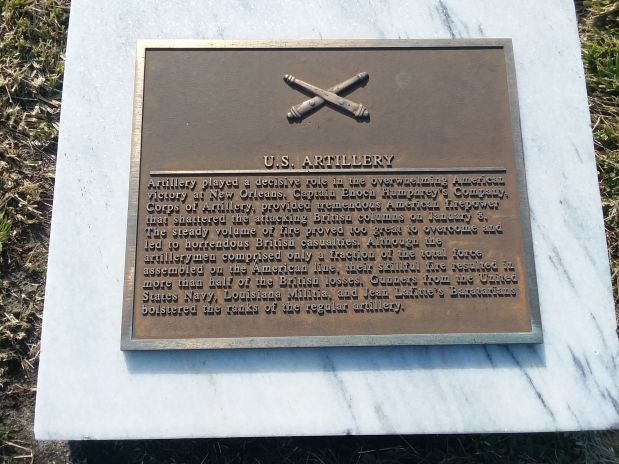 U.S. ARTILLERY
Artillery played a decisive role in the overwhelming American
victory at New Orleans. Captain Enoch Humphrey's Company,
Corps of Artillery, provided tremendous American firepower
that shattered the attacking British columns on January 8.
The steady volume of fire proved too great to overcome and
led to horrendous British casualties. Although the
artillerymen comprised only a fraction of the total force
assembled on the American line, their skillful fire resulted in
more than half of the British losses. Gunners from the United
States Navy, Louisiana Militia, and Jean Lafitte's Baratarians
bolstered the ranks of the regular artillery.